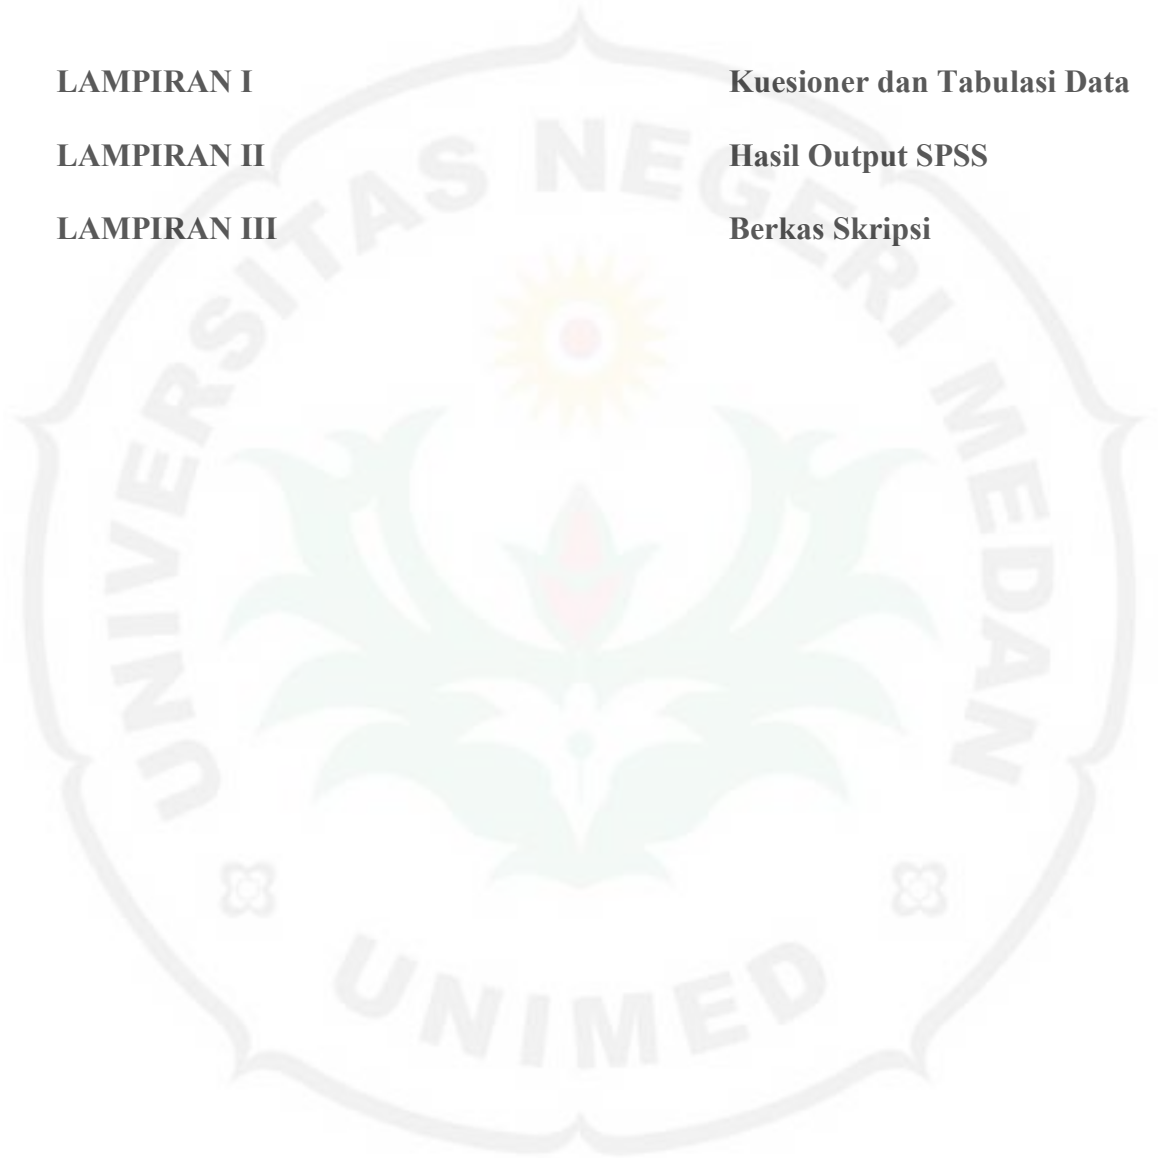 LAMPIRAN I Kuesioner dan Tabulasi Data
LAMPIRAN II Hasil Output SPSS
LAMPIRAN III Berkas Skripsi
UNIVERSITAS NEGERI MEDAN
UNIMED